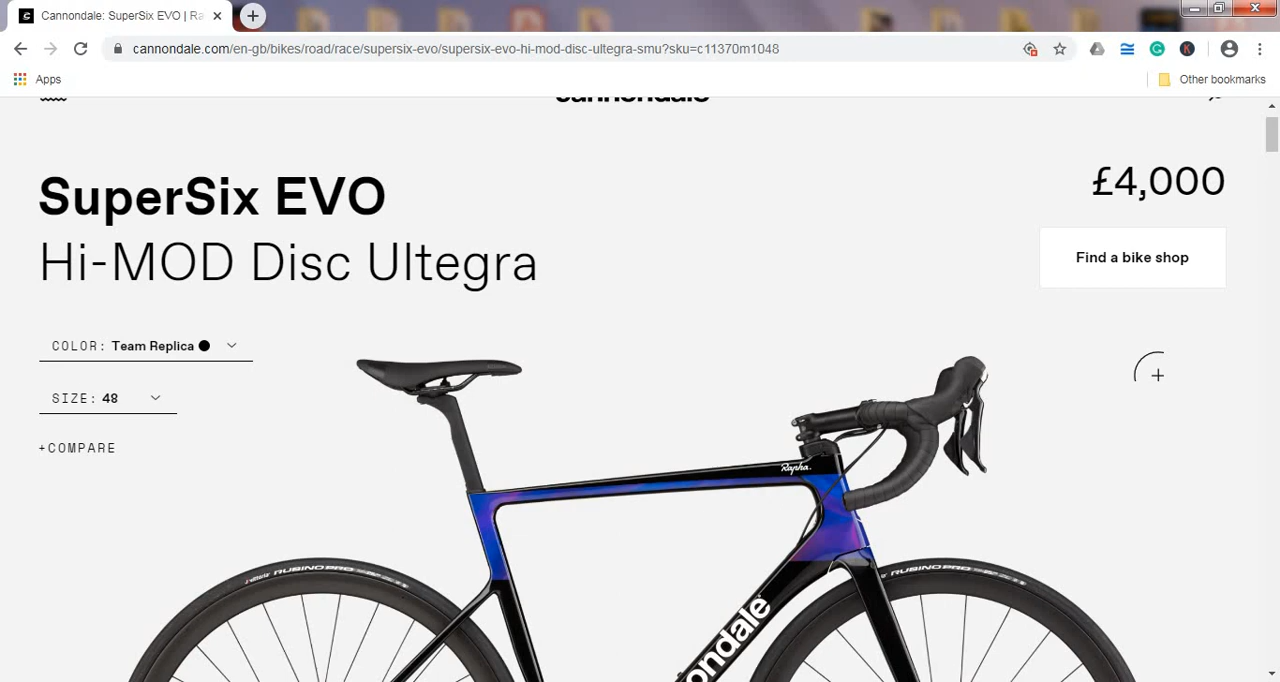 Cannondale: SuperSix EVO | Ra
cannondale.com/en-gb/bikes/road/race/supersix-evo/supersix-evo-hi-mod-disc-ultegra-smu?sku=c11370m1048
Apps
Other bookmarks
cannondale
SuperSix EVO
£4,000
Hi-MOD Disc Ultegra
Find a bike shop
COLOR: Team Replica
SIZE: 48
+COMPARE
Rapha.
RUBINO PRO
RUBINO PRO
ondale